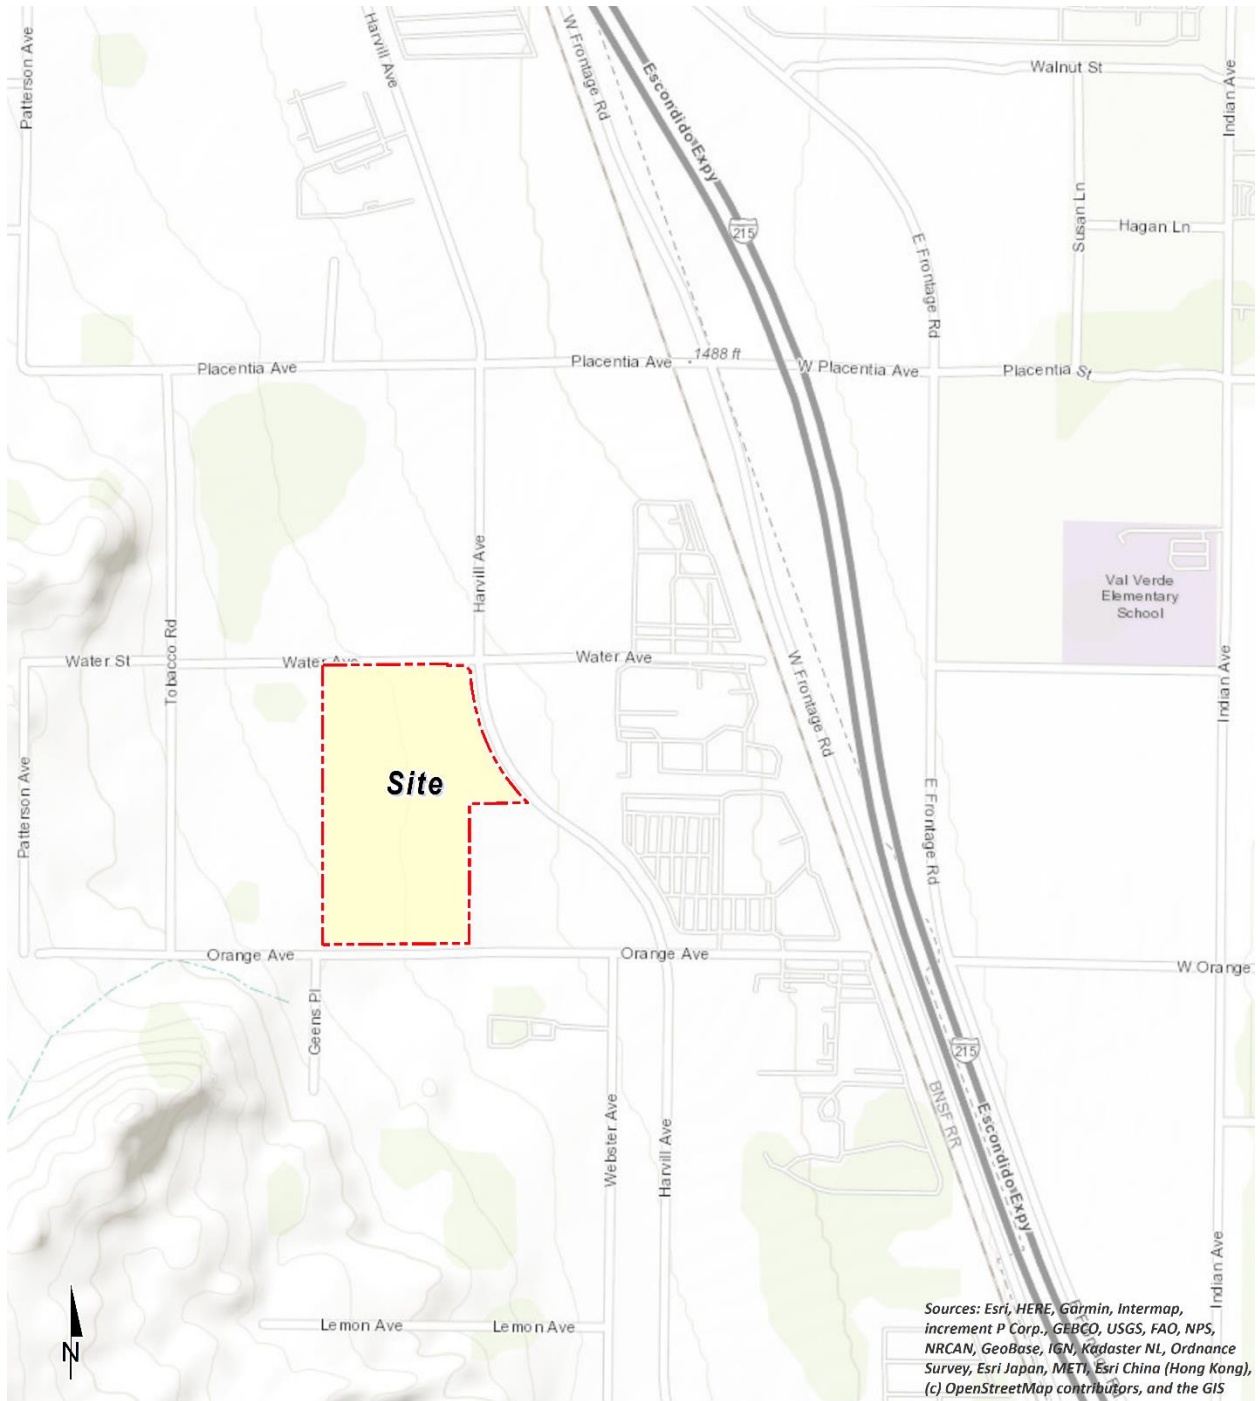 Patterson Ave
Harvill Ave
W Frontage Rd
Escondido Expy
Walnut St
Indian Ave
Susan Ln
Hagan Ln
215
E Frontage Rd
1488 ft
Placentia Ave
Placentia Ave
W Placentia Ave
Placentia St
Harvill Ave
Val Verde
Elementary
School
Tobacco Rd
Water St
Water Ave
Water Ave
W Frontage Rd
Indian Ave
Site
Patterson Ave
E Frontage Rd
Orange Ave
Orange Ave
W Orange
Geens Pl
215
Webster Ave
Harvill Ave
BNSF RR
Escondido Expy
Indian Ave
Lemon Ave
Lemon Ave
E Frontage Rd
N
Sources: Esri, HERE, Garmin, Intermap,
increment P Corp., GEBCO, USGS, FAO, NPS,
NRCAN, GeoBase, IGN, Kadaster NL, Ordnance
Survey, Esri Japan, METI, Esri China (Hong Kong),
(c) OpenStreetMap contributors, and the GIS